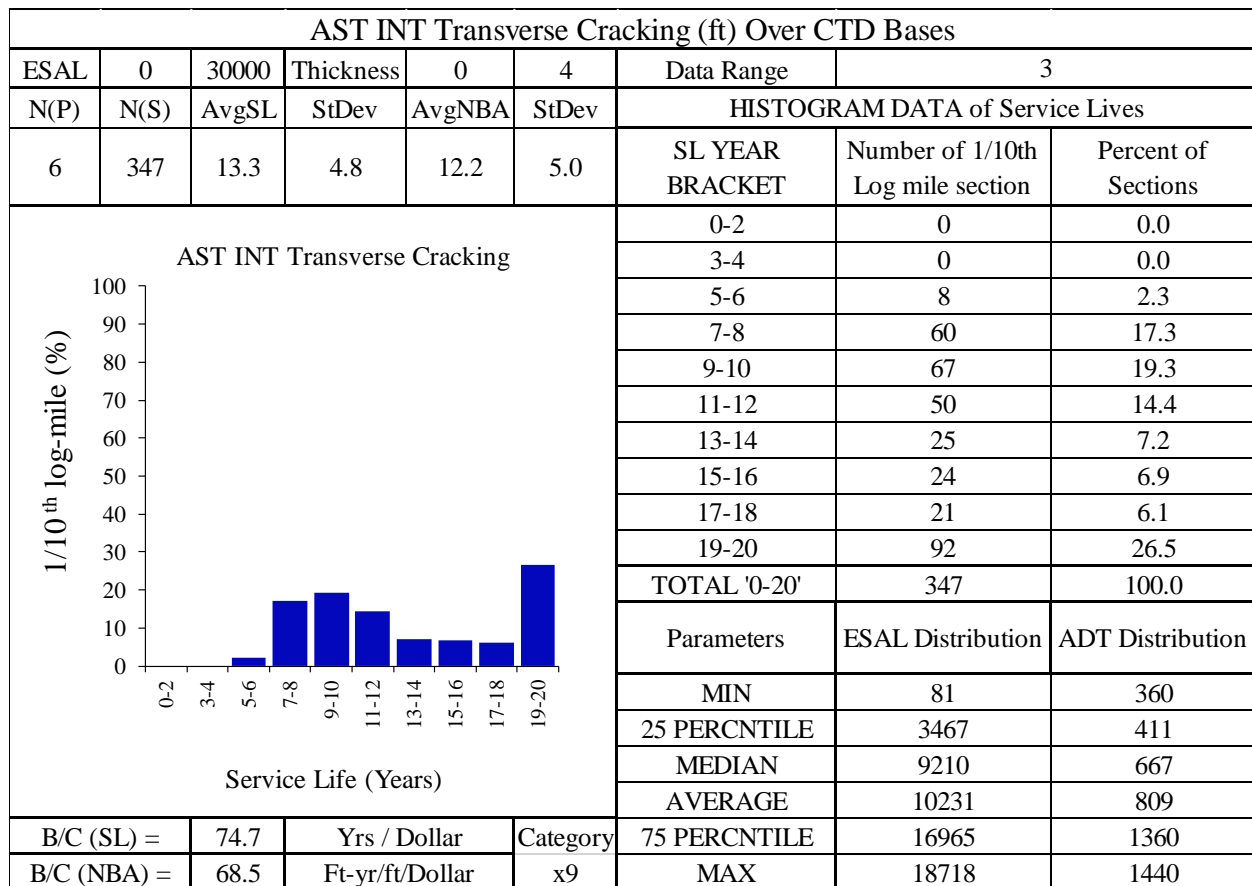 AST INT Transverse Cracking (ft) Over CTD Bases
ESAL 0 30000 Thickness 0 4 Data Range 3
N(P) N(S) AvgSL StDev AvgNBA StDev HISTOGRAM DATA of Service Lives
6 347 13.3 4.8 12.2 5.0
SL YEAR BRACKET Number of 1/10th Log mile section Percent of Sections
0-2 0 0.0
3-4 0 0.0
5-6 8 2.3
7-8 60 17.3
9-10 67 19.3
11-12 50 14.4
13-14 25 7.2
15-16 24 6.9
17-18 21 6.1
19-20 92 26.5
TOTAL '0-20' 347 100.0
Parameters ESAL Distribution ADT Distribution
MIN 81 360
25 PERCNTILE 3467 411
MEDIAN 9210 667
AVERAGE 10231 809
75 PERCNTILE 16965 1360
MAX 18718 1440
AST INT Transverse Cracking
1/10 th log-mile (%)
100
90
80
70
60
50
40
30
20
10
0
0-2 3-4 5-6 7-8 9-10 11-12 13-14 15-16 17-18 19-20
Service Life (Years)
B/C (SL) = 74.7 Yrs / Dollar Category
B/C (NBA) = 68.5 Ft-yr/ft/Dollar x9